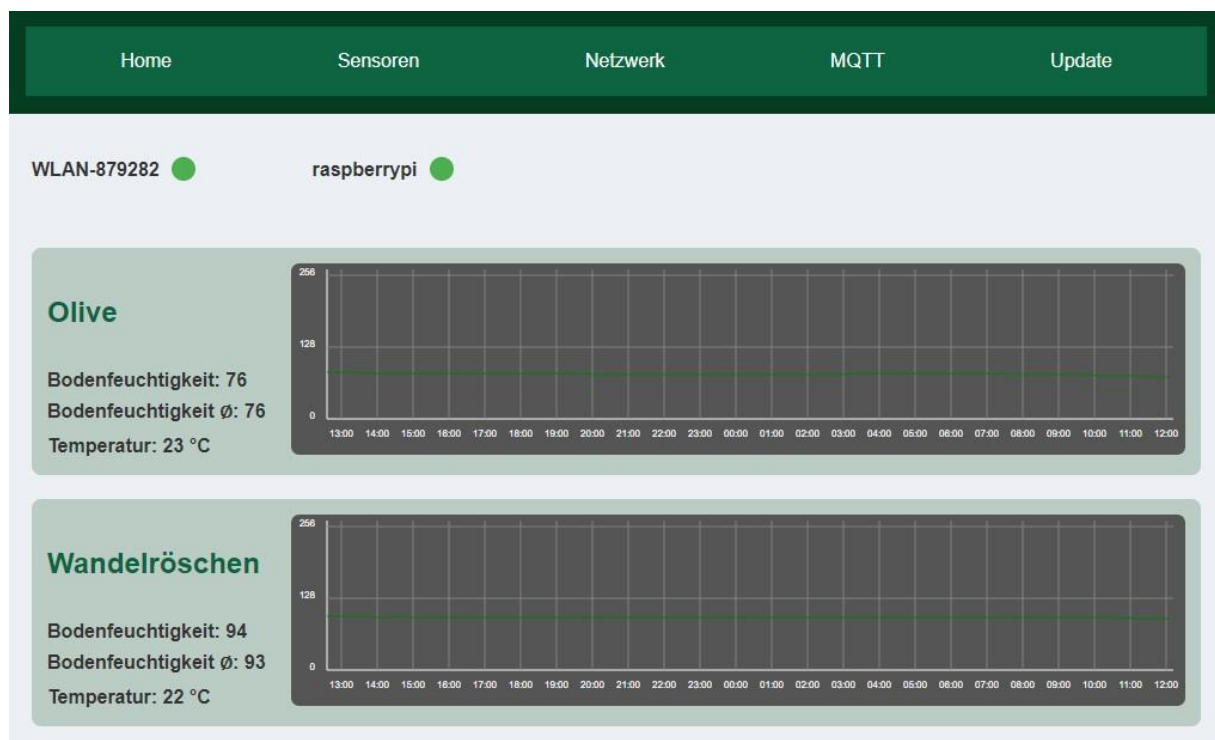 Home Sensoren Netzwerk MQTT Update
WLAN-879282 raspberrypi
Olive
Bodenfeuchtigkeit: 76
Bodenfeuchtigkeit Ø: 76
Temperatur: 23 °C
256
128
0
13:00 14:00 15:00 16:00 17:00 18:00 19:00 20:00 21:00 22:00 23:00 00:00 01:00 02:00 03:00 04:00 05:00 06:00 07:00 08:00 09:00 10:00 11:00 12:00
Wandelröschen
Bodenfeuchtigkeit: 94
Bodenfeuchtigkeit Ø: 93
Temperatur: 22 °C
256
128
0
13:00 14:00 15:00 16:00 17:00 18:00 19:00 20:00 21:00 22:00 23:00 00:00 01:00 02:00 03:00 04:00 05:00 06:00 07:00 08:00 09:00 10:00 11:00 12:00